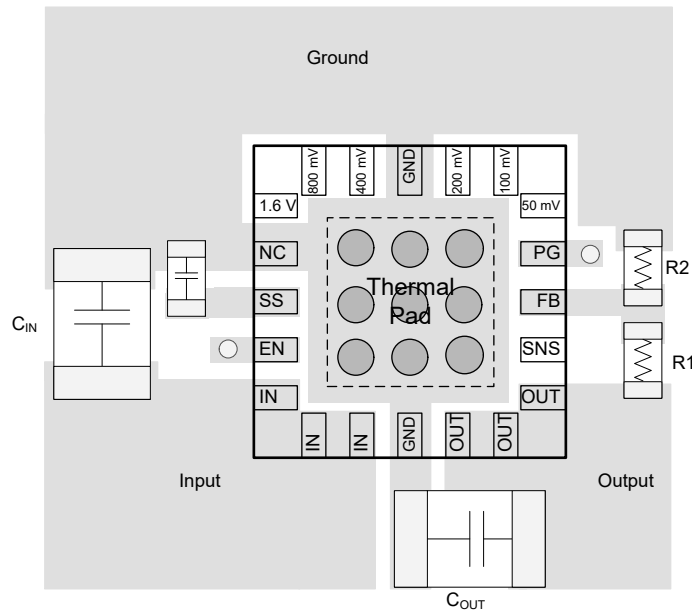 Ground
800 mV
400 mV
GND
200 mV
100 mV
1.6 V
50 mV
NC
PG
R2
Thermal
Pad
SS
FB
CIN
EN
SNS
R1
IN
OUT
IN
IN
GND
OUT
OUT
Input
Output
COUT